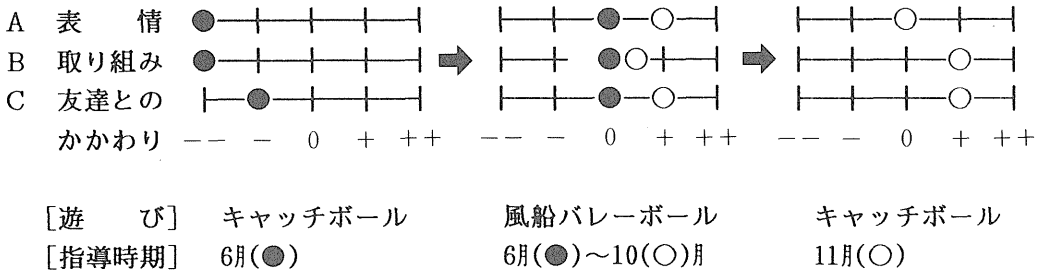 A 表情
B 取り組み
C 友達との
かかわり -- - 0 + ++ -- - 0 + ++ -- - 0 + ++
[遊び] キャッチボール 風船バレーボール キャッチボール
[指導時期] 6月(●) 6月(●)~10(○)月 11月(○)